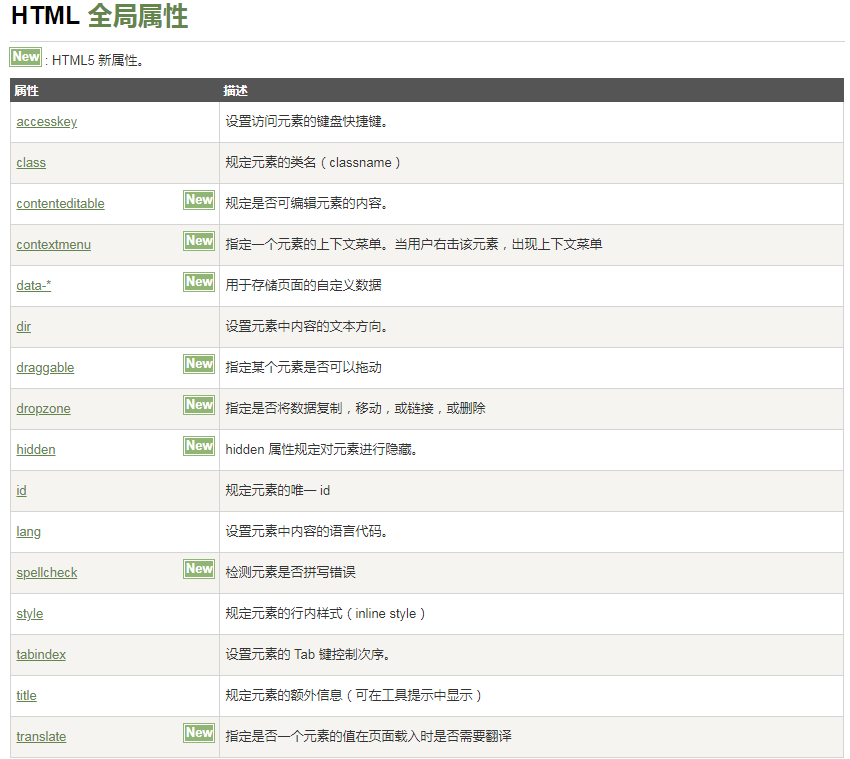 HTML 全局属性
New : HTML5 新属性。
属性 描述
accesskey 设置访问元素的键盘快捷键。
class 规定元素的类名（classname）
contenteditable New 规定是否可编辑元素的内容。
contextmenu New 指定一个元素的上下文菜单。当用户右击该元素，出现上下文菜单
data-* New 用于存储页面的自定义数据
dir 设置元素中内容的文本方向。
draggable New 指定某个元素是否可以拖动
dropzone New 指定是否将数据复制，移动，或链接，或删除
hidden New hidden 属性规定对元素进行隐藏。
id 规定元素的唯一 id
lang 设置元素中内容的语言代码。
spellcheck New 检测元素是否拼写错误
style 规定元素的行内样式（inline style）
tabindex 设置元素的 Tab 键控制次序。
title 规定元素的额外信息（可在工具提示中显示）
translate New 指定是否一个元素的值在页面载入时是否需要翻译